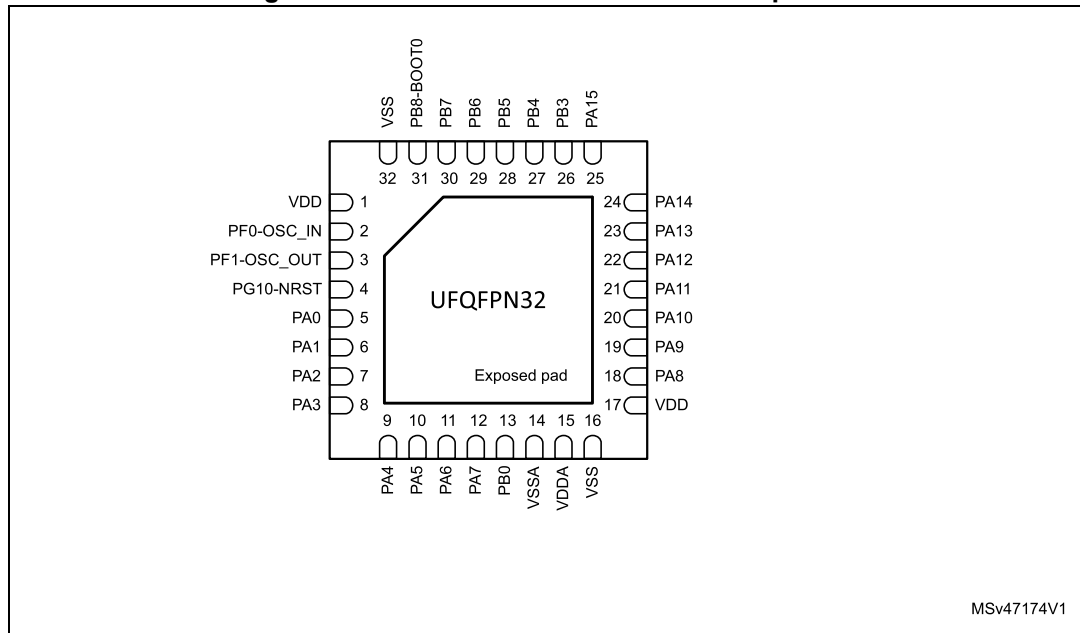 VSS
PB8-BOOT0
PB7
PB6
PB5
PB4
PB3
PA15
32 31 30 29 28 27 26 25
VDD 1 24 PA14
PF0-OSC_IN 2 23 PA13
PF1-OSC_OUT 3 22 PA12
PG10-NRST 4 21 PA11
UFQFPN32
PA0 5 20 PA10
PA1 6 19 PA9
PA2 7 18 PA8
Exposed pad
PA3 8 17 VDD
9 10 11 12 13 14 15 16
PA4
PA5
PA6
PA7
PB0
VSSA
VDDA
VSS
MSv47174V1